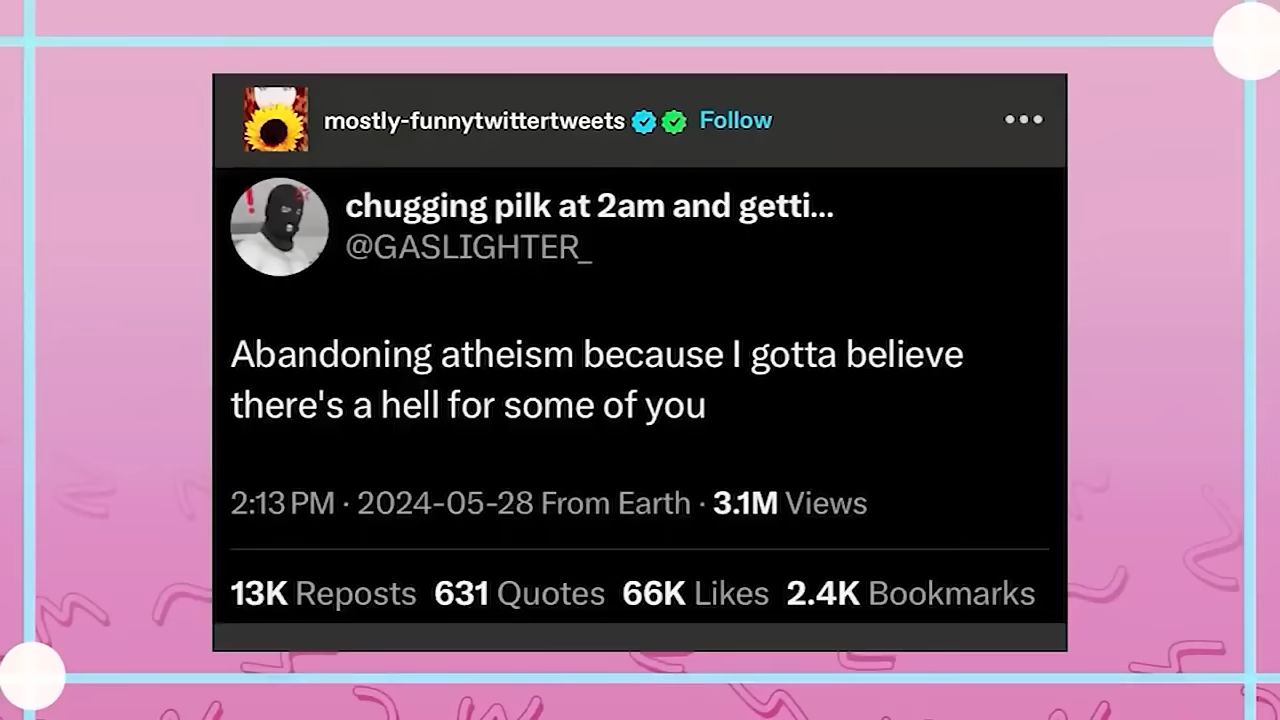 mostly-funnytwittertweets Follow
chugging pilk at 2am and getti...
@GASLIGHTER_
Abandoning atheism because I gotta believe
there's a hell for some of you
2:13 PM · 2024-05-28 From Earth · 3.1M Views
13K Reposts 631 Quotes 66K Likes 2.4K Bookmarks